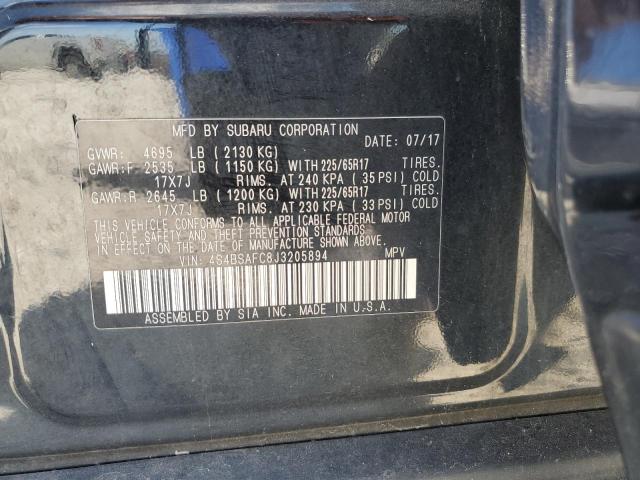 MFD BY SUBARU CORPORATION
DATE: 07/17
GVWR: 4695 LB (2130 KG)
GAWR:F 2535 LB (1150 KG) WITH 225/65R17 TIRES.
17X7J RIMS. AT 240 KPA (35 PSI) COLD
GAWR:R 2645 LB (1200 KG) WITH 225/65R17 TIRES.
17X7J RIMS. AT 230 KPA (33 PSI) COLD
THIS VEHICLE CONFORMS TO ALL APPLICABLE FEDERAL MOTOR
VEHICLE SAFETY AND THEFT PREVENTION STANDARDS
IN EFFECT ON THE DATE OF MANUFACTURE SHOWN ABOVE.
VIN: 4S4BSAFC8J3205894 MPV
ASSEMBLED BY SIA INC. MADE IN U.S.A.